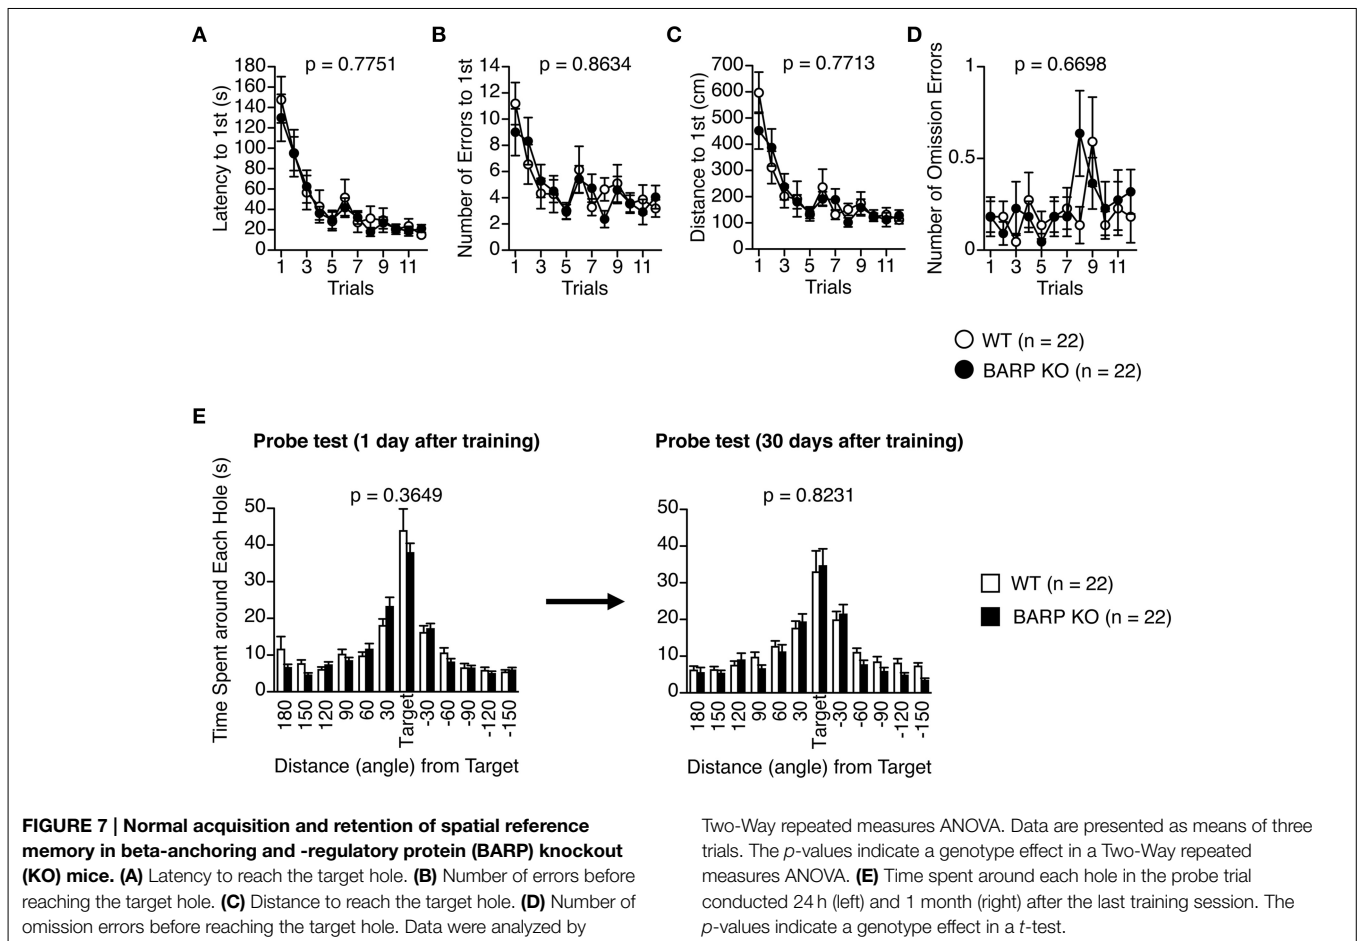 A
B
C
D
p = 0.7751
p = 0.8634
p = 0.7713
p = 0.6698
Latency to 1st (s)
180
160
140
120
100
80
60
40
20
0
1 3 5 7 9 11
Trials
Number of Errors to 1st
14
12
10
8
6
4
2
0
1 3 5 7 9 11
Trials
Distance to 1st (cm)
700
600
500
400
300
200
100
0
1 3 5 7 9 11
Trials
Number of Omission Errors
1
0.5
0
1 3 5 7 9 11
Trials
WT (n = 22)
BARP KO (n = 22)
E
Probe test (1 day after training)
p = 0.3649
Time Spent around Each Hole (s)
50
40
30
20
10
0
180 150 120 90 60 30 Target -30 -60 -90 -120 -150
Distance (angle) from Target
Probe test (30 days after training)
p = 0.8231
50
40
30
20
10
0
180 150 120 90 60 30 Target -30 -60 -90 -120 -150
Distance (angle) from Target
WT (n = 22)
BARP KO (n = 22)
FIGURE 7 | Normal acquisition and retention of spatial reference
memory in beta-anchoring and -regulatory protein (BARP) knockout
(KO) mice. (A) Latency to reach the target hole. (B) Number of errors before
reaching the target hole. (C) Distance to reach the target hole. (D) Number of
omission errors before reaching the target hole. Data were analyzed by
Two-Way repeated measures ANOVA. Data are presented as means of three
trials. The p-values indicate a genotype effect in a Two-Way repeated
measures ANOVA. (E) Time spent around each hole in the probe trial
conducted 24 h (left) and 1 month (right) after the last training session. The
p-values indicate a genotype effect in a t-test.